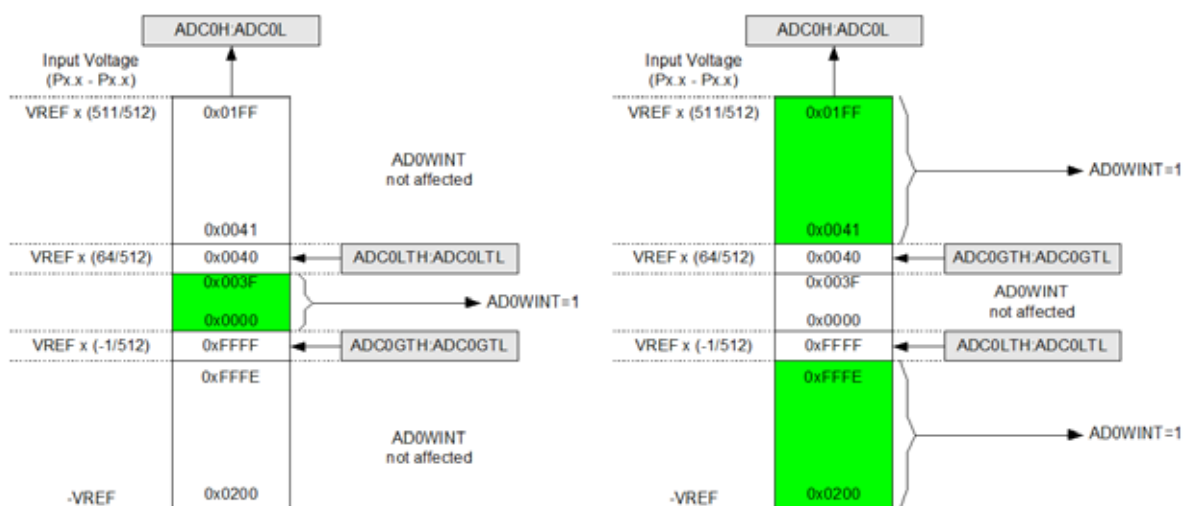 ADC0H:ADC0L
Input Voltage
(Px.x - Px.x)
VREF x (511/512)
0x01FF
AD0WINT
not affected
0x0041
VREF x (64/512)
0x0040
ADC0LTH:ADC0LTL
0x003F
AD0WINT=1
0x0000
VREF x (-1/512)
0xFFFF
ADC0GTH:ADC0GTL
0xFFFE
AD0WINT
not affected
-VREF
0x0200
ADC0H:ADC0L
Input Voltage
(Px.x - Px.x)
VREF x (511/512)
0x01FF
AD0WINT=1
0x0041
VREF x (64/512)
0x0040
ADC0GTH:ADC0GTL
0x003F
AD0WINT
not affected
0x0000
VREF x (-1/512)
0xFFFF
ADC0LTH:ADC0LTL
0xFFFE
AD0WINT=1
-VREF
0x0200